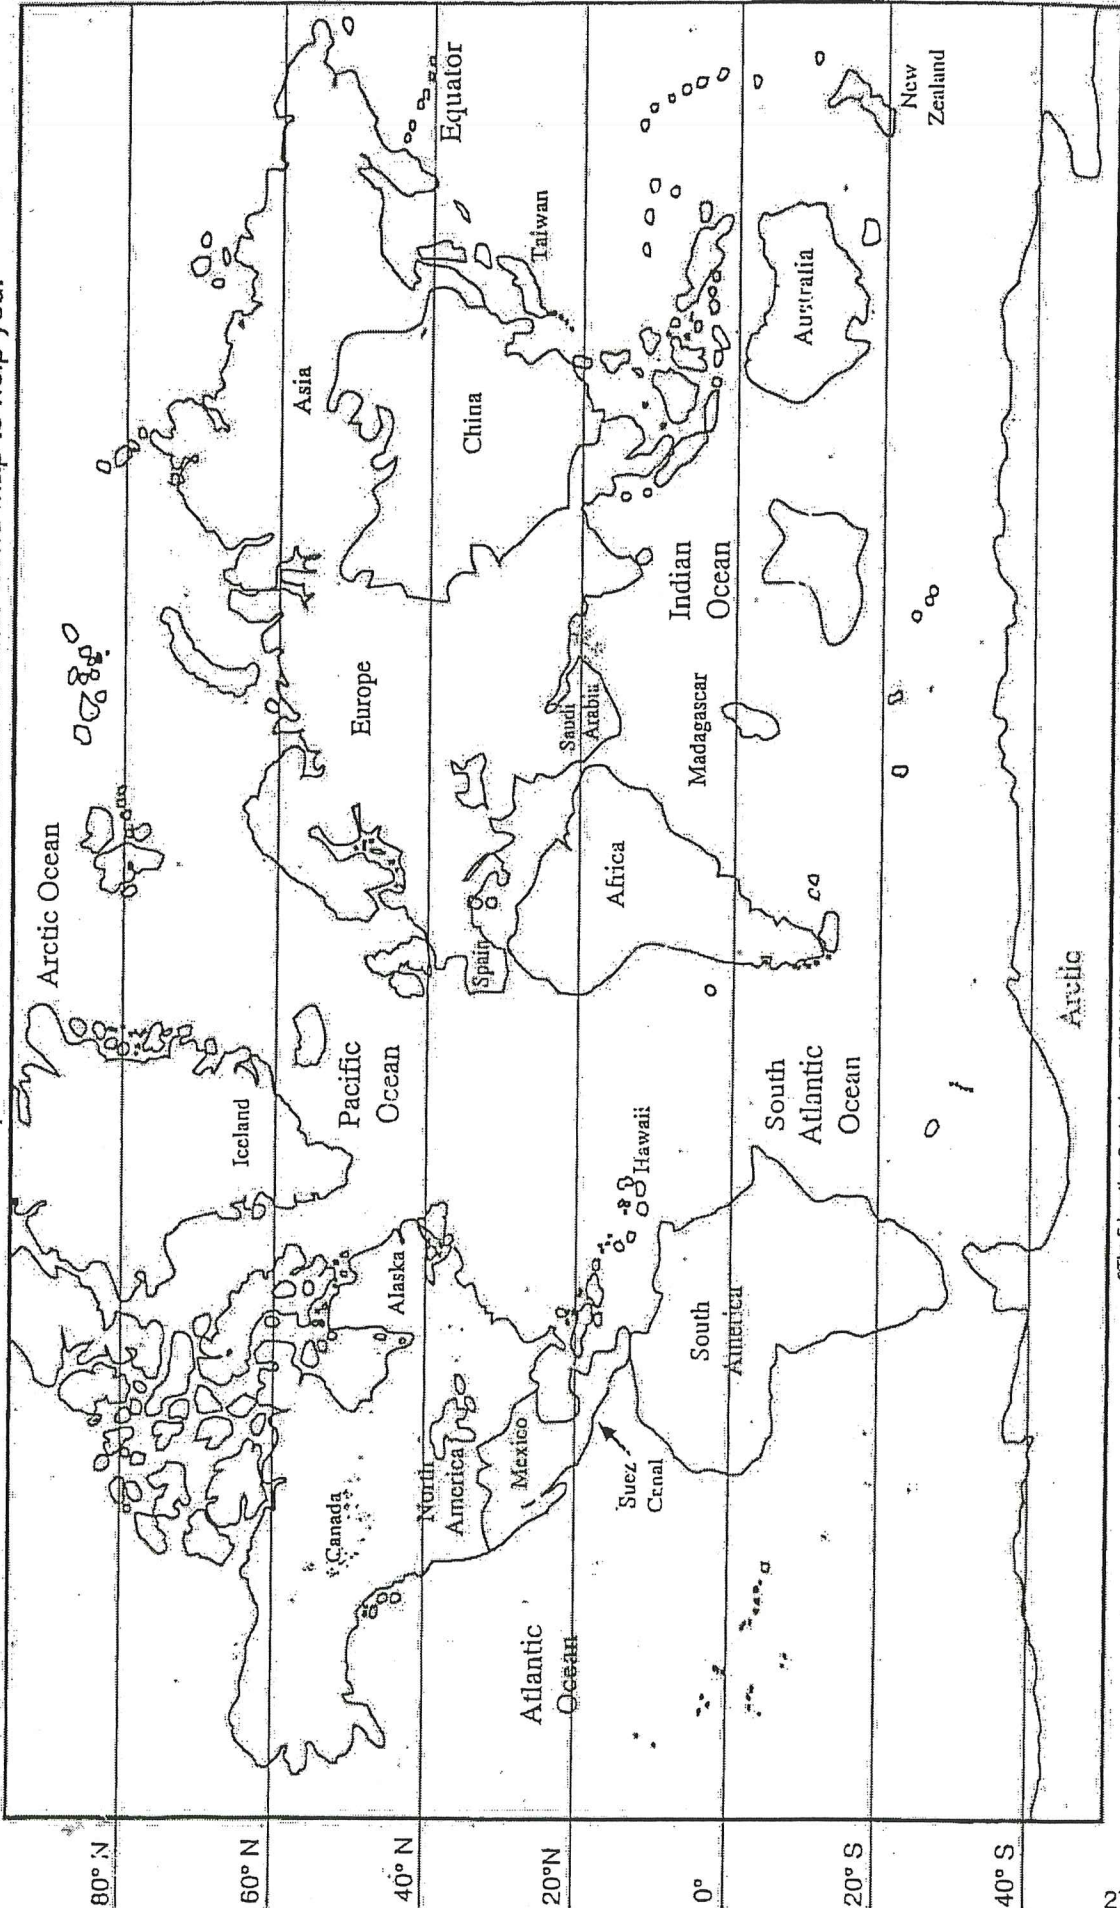 Arctic Ocean
Iceland
Asia
Europe
Pacific
Ocean
Alaska
Canada
Equator
China
Taiwan
Spain
North
America
Mexico
Saudi
Arabia
Africa
Atlantic
Ocean
Hawaii
Suez
Canal
Indian
Ocean
Madagascar
South
America
Australia
South
Atlantic
Ocean
New
Zealand
Arctic
80° N
60° N
40° N
20°N
0°
20° S
40° S